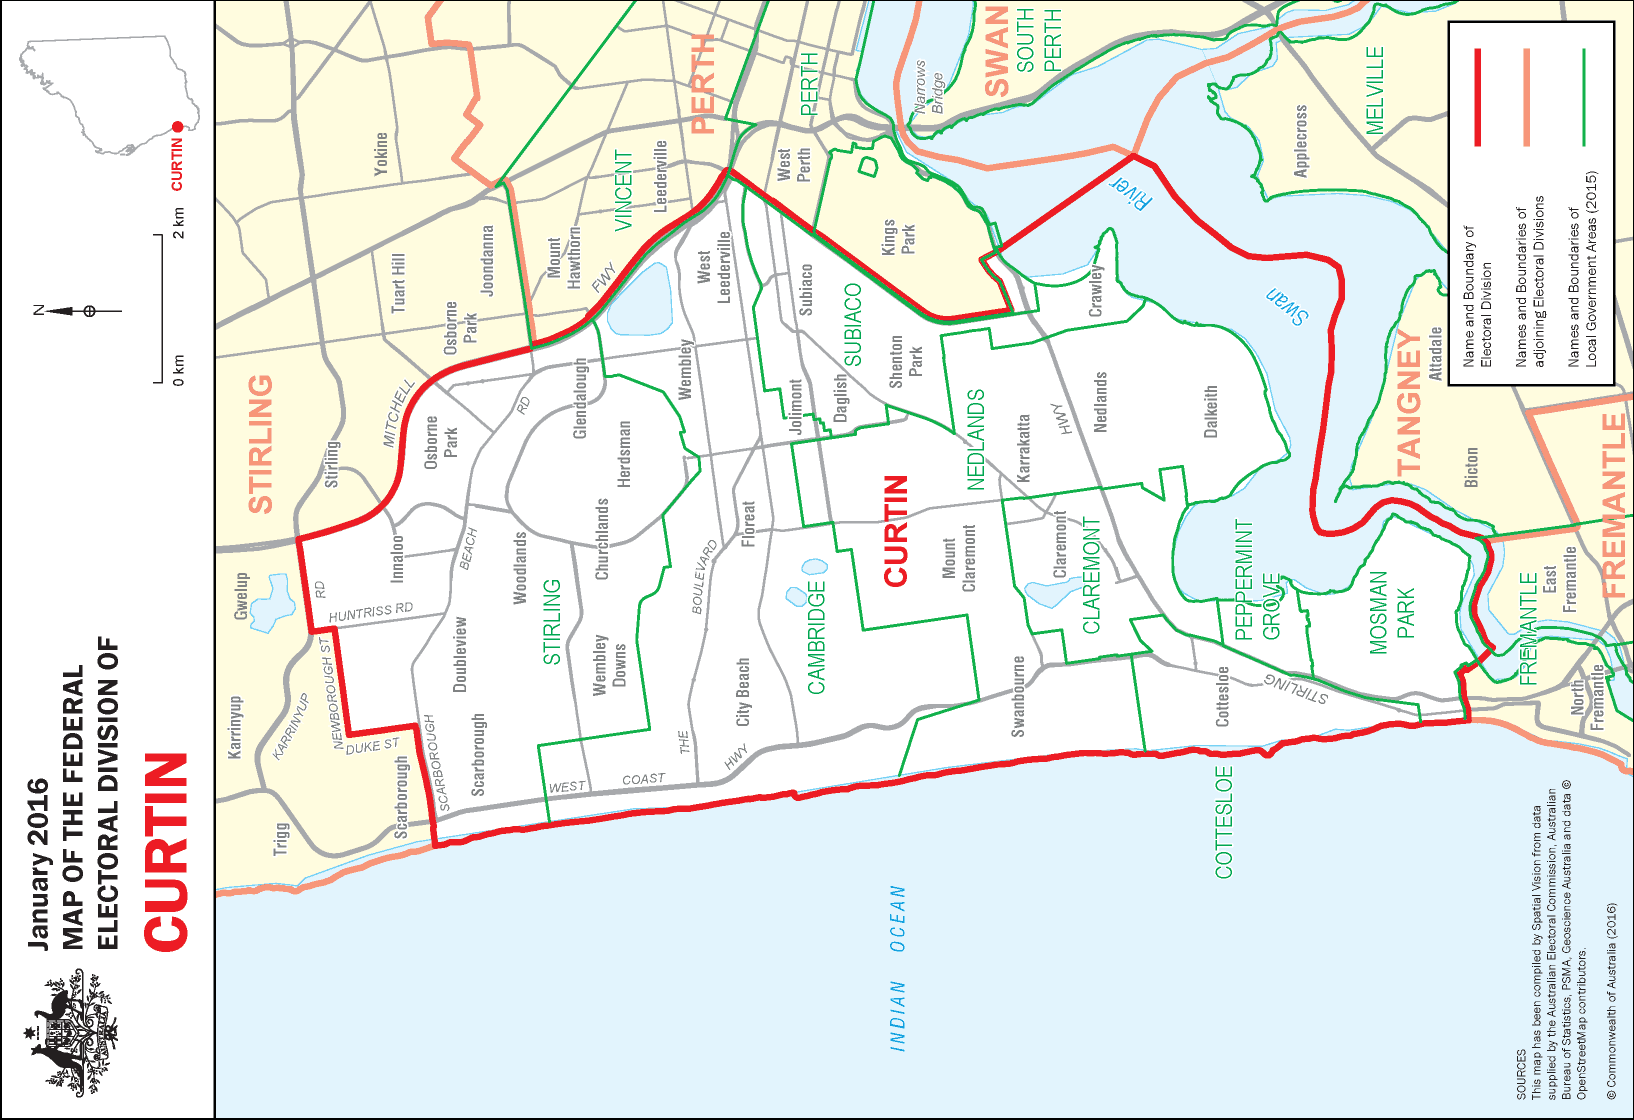 January 2016
MAP OF THE FEDERAL
ELECTORAL DIVISION OF
CURTIN
N
0 km
2 km
CURTIN
STIRLING
PERTH
SWAN
TANGNEY
FREMANTLE
FREMANTLE
CURTIN
VINCENT
PERTH
SOUTH
PERTH
MELVILLE
SUBIACO
NEDLANDS
STIRLING
CAMBRIDGE
CLAREMONT
PEPPERMINT
GROVE
MOSMAN
PARK
COTTESLOE
Gwelup
Karrinyup
Trigg
Stirling
Innaloo
Scarborough
Scarborough
Doubleview
Woodlands
Osborne
Park
Osborne
Park
Tuart Hill
Yokine
Joondanna
Mount
Hawthorn
Leederville
West
Perth
Kings
Park
West
Leederville
Subiaco
Glendalough
Herdsman
Churchlands
Wembley
Downs
Wembley
Jolimont
Daglish
Shenton
Park
Floreat
City Beach
Karrakatta
Mount
Claremont
Claremont
Swanbourne
Cottesloe
Nedlands
Crawley
Dalkeith
Applecross
Attadale
Bicton
East
Fremantle
North
Fremantle
MITCHELL
FWY
RD
BEACH
SCARBOROUGH
RD
HUNTRISS RD
NEWBOROUGH ST
KARRINYUP
DUKE ST
THE
BOULEVARD
WEST
COAST
HWY
STIRLING
HWY
Narrows
Bridge
Swan
River
INDIAN OCEAN
Name and Boundary of
Electoral Division
Names and Boundaries of
adjoining Electoral Divisions
Names and Boundaries of
Local Government Areas (2015)
SOURCES
This map has been compiled by Spatial Vision from data
supplied by the Australian Electoral Commission, Australian
Bureau of Statistics, PSMA, Geoscience Australia and data ©
OpenStreetMap contributors.
© Commonwealth of Australia (2016)